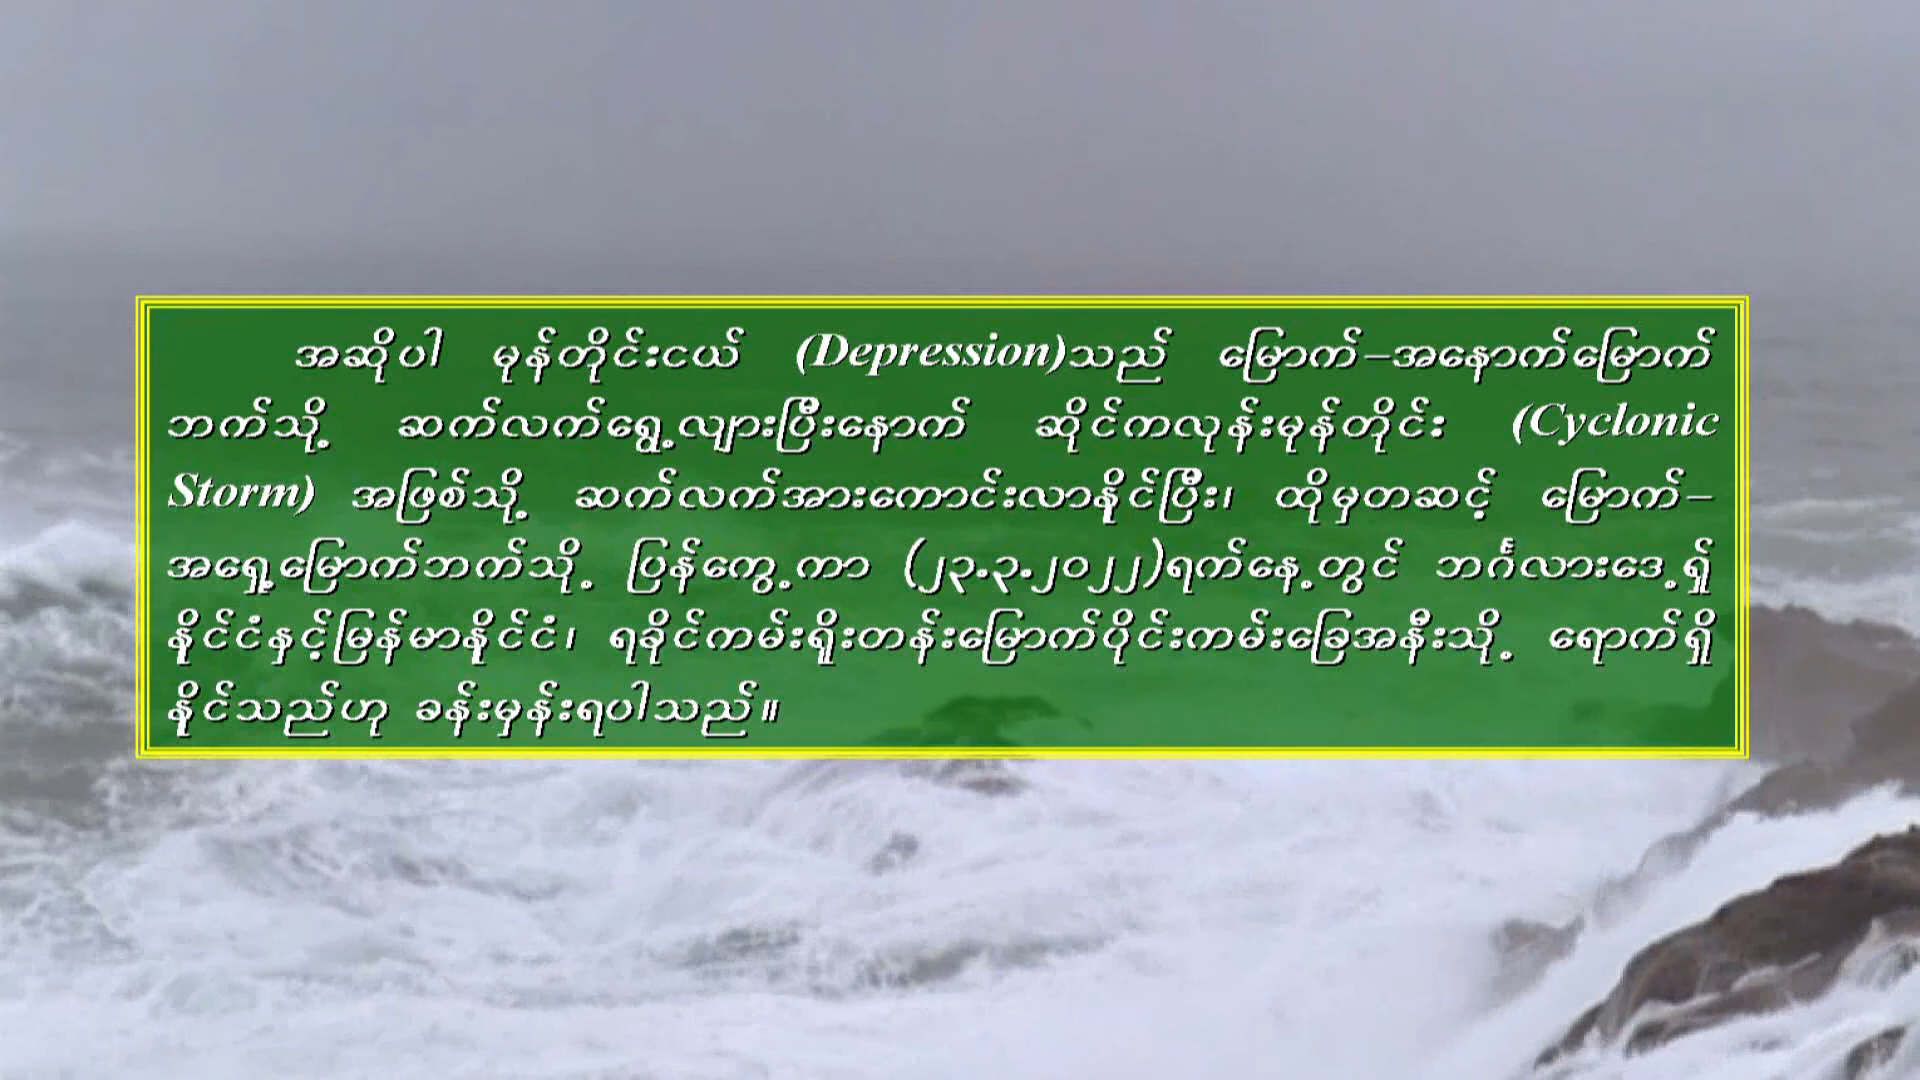 အဆိုပါ မုန်တိုင်းငယ် (Depression)သည် မြောက်–အနောက်မြောက်
ဘက်သို့ ဆက်လက်ရွေ့လျားပြီးနောက် ဆိုင်ကလုန်းမုန်တိုင်း (Cyclonic
Storm) အဖြစ်သို့ ဆက်လက်အားကောင်းလာနိုင်ပြီး၊ ထိုမှတဆင့် မြောက်–
အရှေ့မြောက်ဘက်သို့ ပြန်ကွေ့ကာ (၂၃.၃.၂၀၂၂)ရက်နေ့တွင် ဘင်္ဂလားဒေ့ရှ်
နိုင်ငံနှင့်မြန်မာနိုင်ငံ၊ ရခိုင်ကမ်းရိုးတန်းမြောက်ပိုင်းကမ်းခြေအနီးသို့ ရောက်ရှိ
နိုင်သည်ဟု ခန့်မှန်းရပါသည်။